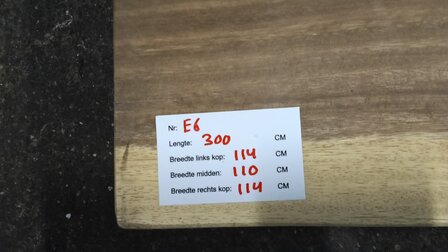 Nr: E6
Lengte: 300 CM
Breedte links kop: 114 CM
Breedte midden: 110 CM
Breedte rechts kop: 114 CM